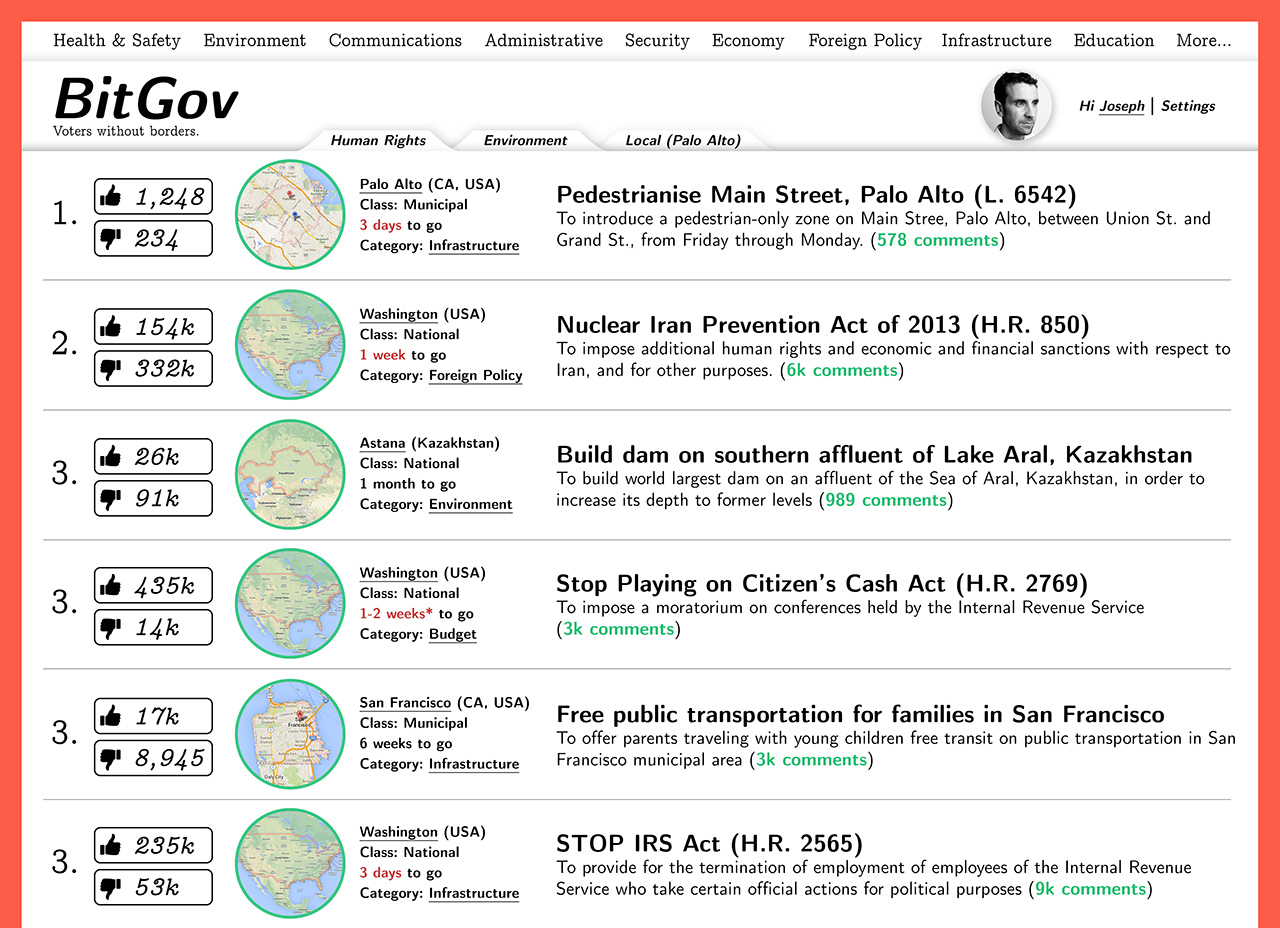 Health & Safety Environment Communications Administrative Security Economy Foreign Policy Infrastructure Education More...
BitGov
Voters without borders.
Hi Joseph | Settings
Human Rights Environment Local (Palo Alto)
1.
1,248
234
Palo Alto (CA, USA)
Class: Municipal
3 days to go
Category: Infrastructure
Pedestrianise Main Street, Palo Alto (L. 6542)
To introduce a pedestrian-only zone on Main Stree, Palo Alto, between Union St. and
Grand St., from Friday through Monday. (578 comments)
2.
154k
332k
Washington (USA)
Class: National
1 week to go
Category: Foreign Policy
Nuclear Iran Prevention Act of 2013 (H.R. 850)
To impose additional human rights and economic and financial sanctions with respect to
Iran, and for other purposes. (6k comments)
3.
26k
91k
Astana (Kazakhstan)
Class: National
1 month to go
Category: Environment
Build dam on southern affluent of Lake Aral, Kazakhstan
To build world largest dam on an affluent of the Sea of Aral, Kazakhstan, in order to
increase its depth to former levels (989 comments)
3.
435k
14k
Washington (USA)
Class: National
1-2 weeks* to go
Category: Budget
Stop Playing on Citizen's Cash Act (H.R. 2769)
To impose a moratorium on conferences held by the Internal Revenue Service
(3k comments)
3.
17k
8,945
San Francisco (CA, USA)
Class: Municipal
6 weeks to go
Category: Infrastructure
Free public transportation for families in San Francisco
To offer parents traveling with young children free transit on public transportation in San
Francisco municipal area (3k comments)
3.
235k
53k
Washington (USA)
Class: National
3 days to go
Category: Infrastructure
STOP IRS Act (H.R. 2565)
To provide for the termination of employment of employees of the Internal Revenue
Service who take certain official actions for political purposes (9k comments)